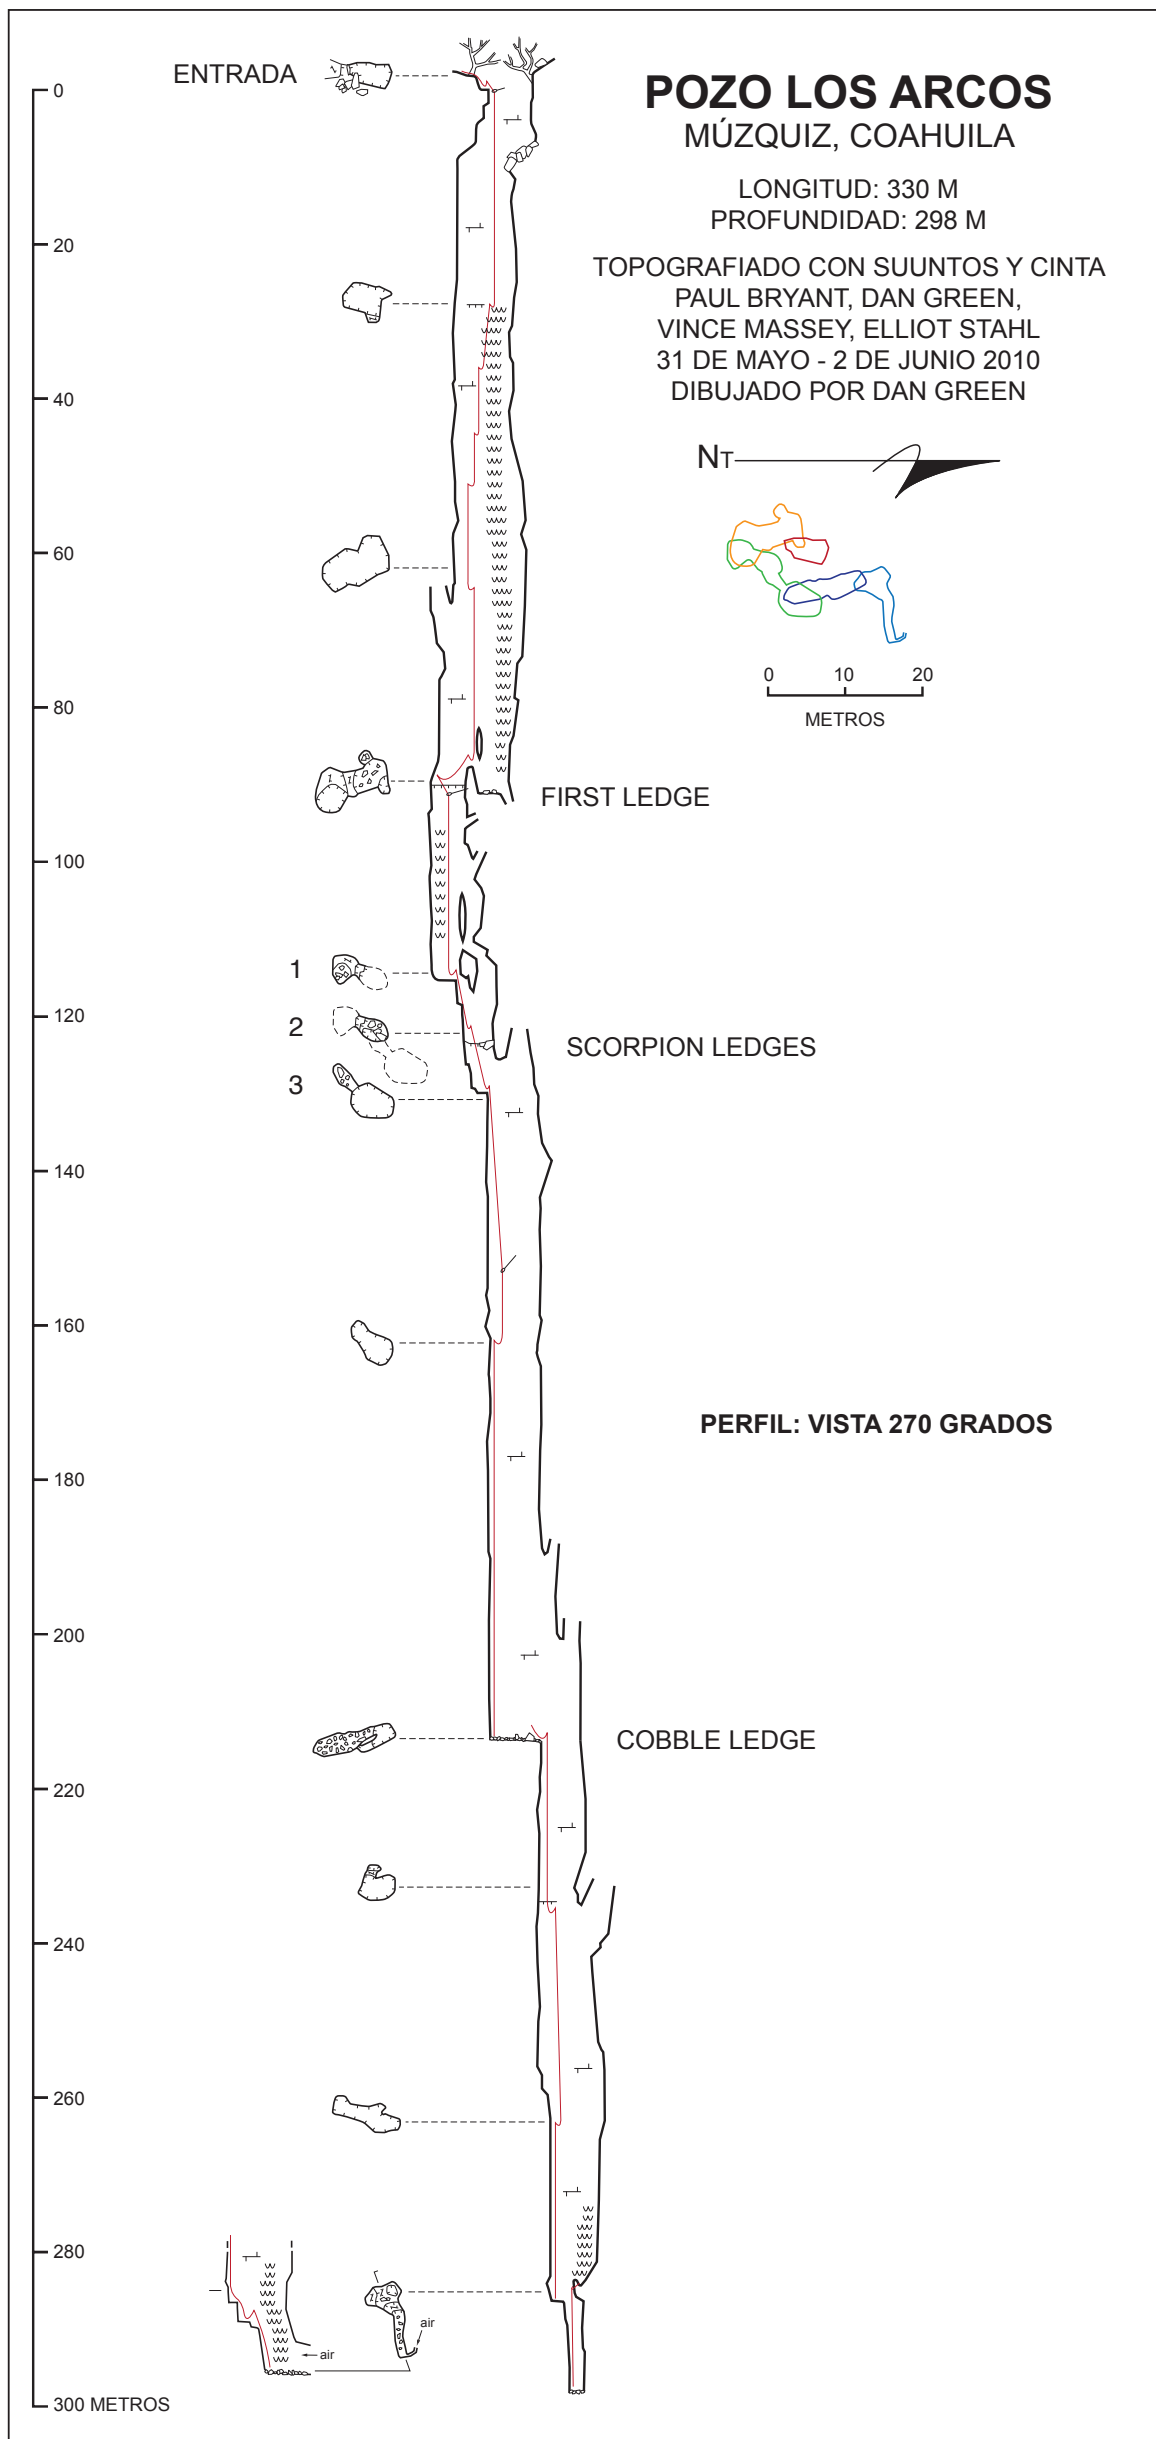 ENTRADA
POZO LOS ARCOS
MÚZQUIZ, COAHUILA
LONGITUD: 330 M
PROFUNDIDAD: 298 M
TOPOGRAFIADO CON SUUNTOS Y CINTA
PAUL BRYANT, DAN GREEN,
VINCE MASSEY, ELLIOT STAHL
31 DE MAYO - 2 DE JUNIO 2010
DIBUJADO POR DAN GREEN
NT
0 10 20
METROS
0
20
40
60
80
FIRST LEDGE
100
1
120
2
SCORPION LEDGES
3
140
160
PERFIL: VISTA 270 GRADOS
180
200
COBBLE LEDGE
220
240
260
280
air
air
300 METROS